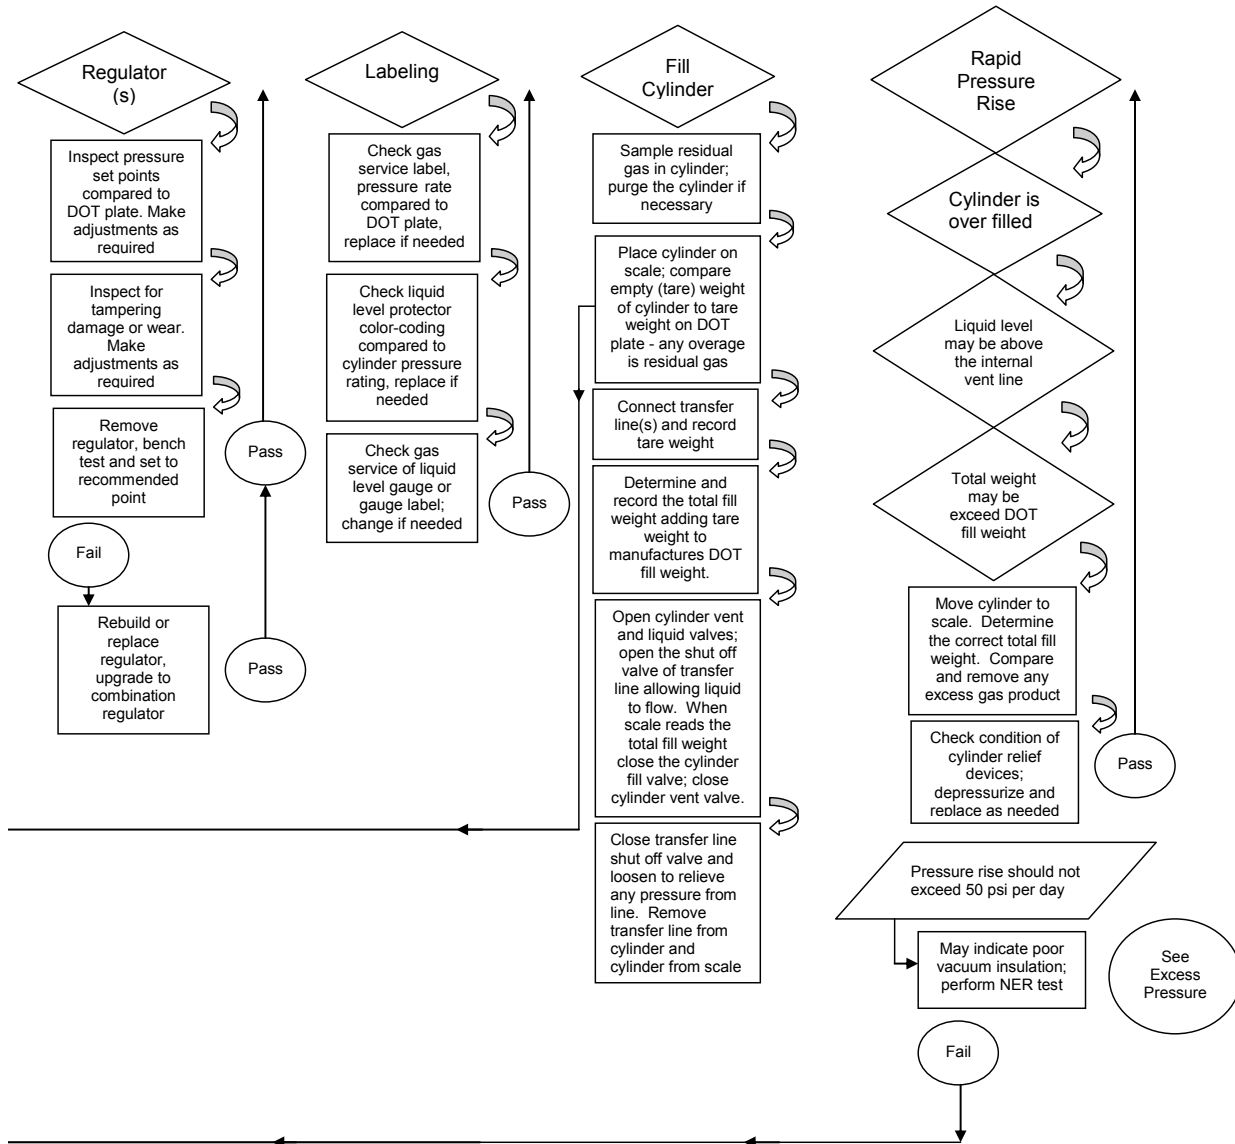 Regulator
(s)
Inspect pressure
set points
compared to
DOT plate. Make
adjustments as
required
Inspect for
tampering
damage or wear.
Make
adjustments as
required
Remove
regulator, bench
test and set to
recommended
point
Fail
Rebuild or
replace
regulator,
upgrade to
combination
regulator
Pass
Pass
Labeling
Check gas
service label,
pressure rate
compared to
DOT plate,
replace if needed
Check liquid
level protector
color-coding
compared to
cylinder pressure
rating, replace if
needed
Check gas
service of liquid
level gauge or
gauge label;
change if needed
Pass
Fill
Cylinder
Sample residual
gas in cylinder;
purge the cylinder if
necessary
Place cylinder on
scale; compare
empty (tare) weight
of cylinder to tare
weight on DOT
plate - any overage
is residual gas
Connect transfer
line(s) and record
tare weight
Determine and
record the total fill
weight adding tare
weight to
manufactures DOT
fill weight.
Open cylinder vent
and liquid valves;
open the shut off
valve of transfer
line allowing liquid
to flow. When
scale reads the
total fill weight
close the cylinder
fill valve; close
cylinder vent valve.
Close transfer line
shut off valve and
loosen to relieve
any pressure from
line. Remove
transfer line from
cylinder and
cylinder from scale
Rapid
Pressure
Rise
Cylinder is
over filled
Liquid level
may be above
the internal
vent line
Total weight
may be
exceed DOT
fill weight
Move cylinder to
scale. Determine
the correct total fill
weight. Compare
and remove any
excess gas product
Check condition of
cylinder relief
devices;
depressurize and
replace as needed
Pass
Pressure rise should not
exceed 50 psi per day
May indicate poor
vacuum insulation;
perform NER test
See
Excess
Pressure
Fail